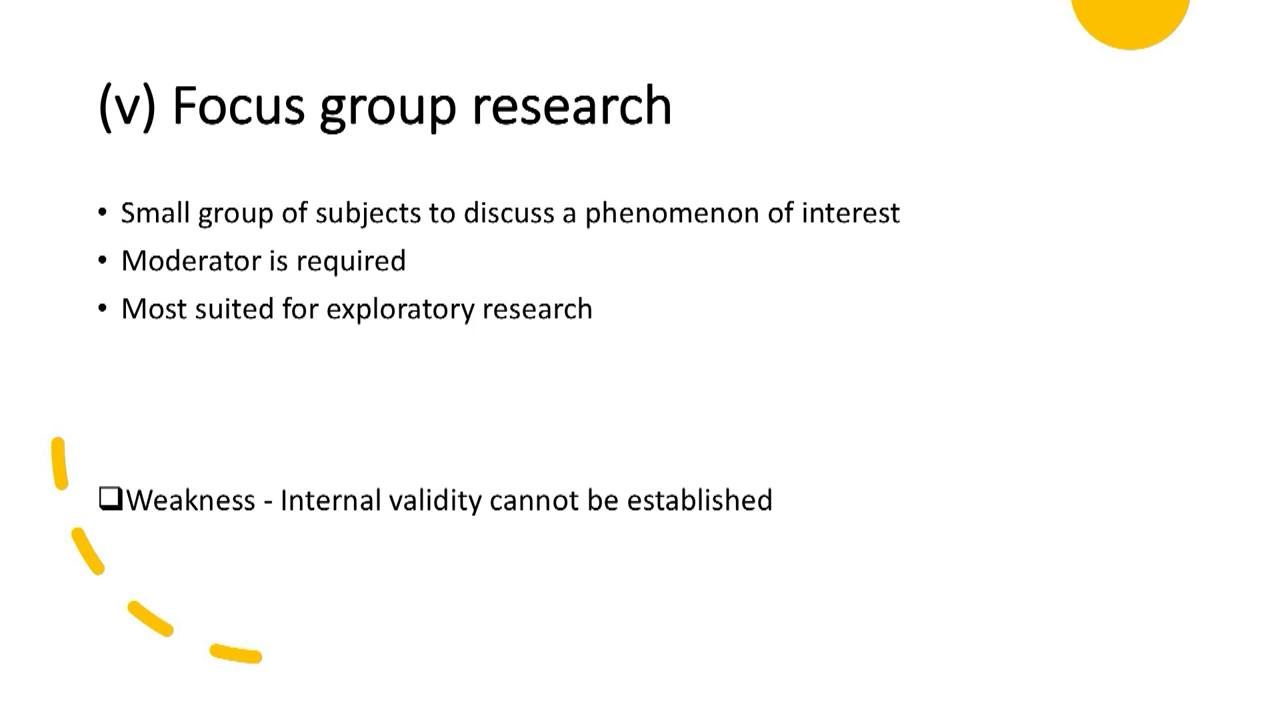 (v) Focus group research
• Small group of subjects to discuss a phenomenon of interest
• Moderator is required
• Most suited for exploratory research
❑Weakness - Internal validity cannot be established